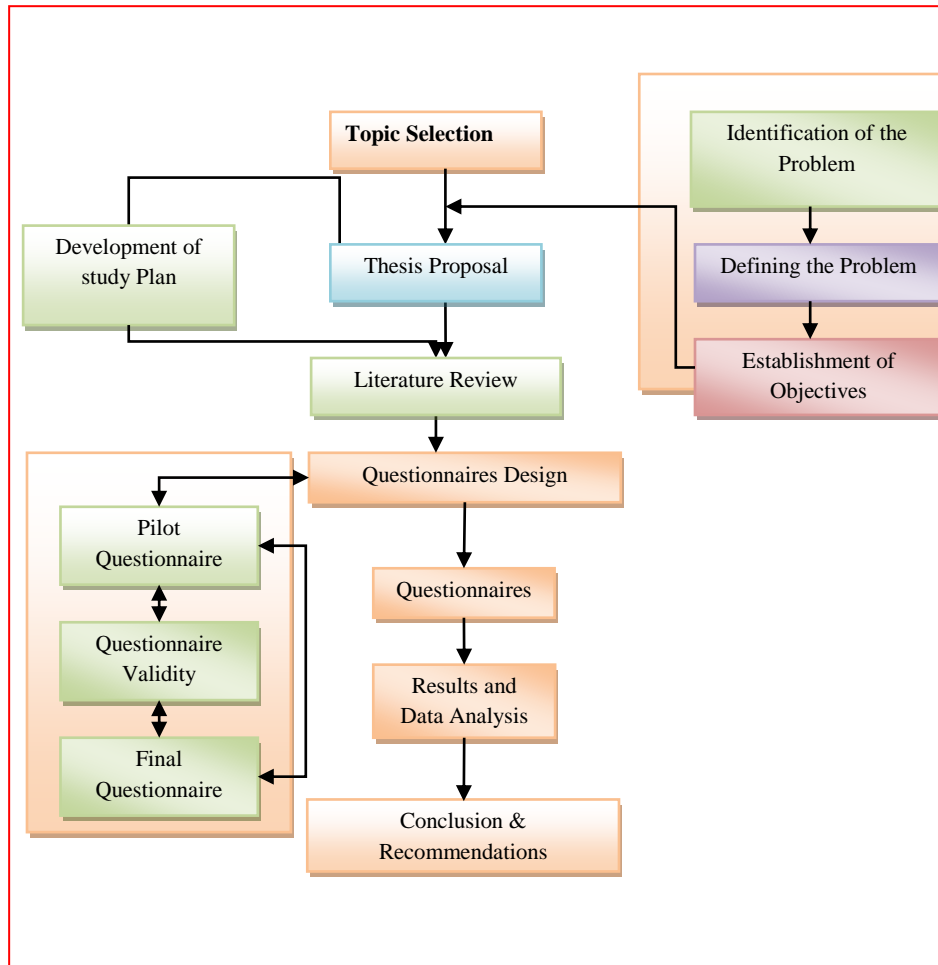 Topic Selection
Identification of the
Problem
Development of
study Plan
Thesis Proposal
Defining the Problem
Literature Review
Establishment of
Objectives
Questionnaires Design
Pilot
Questionnaire
Questionnaires
Questionnaire
Validity
Results and
Data Analysis
Final
Questionnaire
Conclusion &
Recommendations